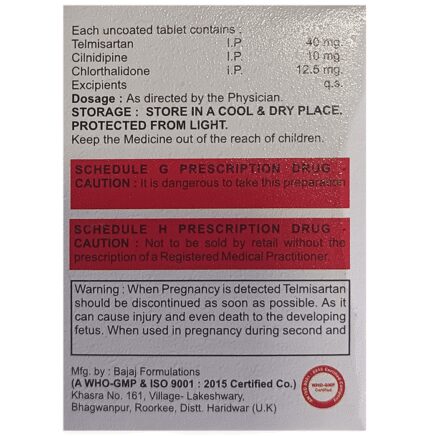 Each uncoated tablet contains :
Telmisartan I.P. 40 mg.
Cilnidipine I.P. 10 mg.
Chlorthalidone I.P. 12.5 mg.
Excipients q.s.
Dosage : As directed by the Physician.
STORAGE : STORE IN A COOL & DRY PLACE.
PROTECTED FROM LIGHT.
Keep the Medicine out of the reach of children.
SCHEDULE G PRESCRIPTION DRUG -
CAUTION : It is dangerous to take this preparation
SCHEDULE H PRESCRIPTION DRUG -
CAUTION : Not to be sold by retail without the
prescription of a Registered Medical Practitioner.
Warning : When Pregnancy is detected Telmisartan
should be discontinued as soon as possible. As it
can cause injury and even death to the developing
fetus. When used in pregnancy during second and
Mfg. by : Bajaj Formulations
(A WHO-GMP & ISO 9001 : 2015 Certified Co.)
Khasra No. 161, Village- Lakeshwary,
Bhagwanpur, Roorkee, Distt. Haridwar (U.K)
WHO-GMP
Certified